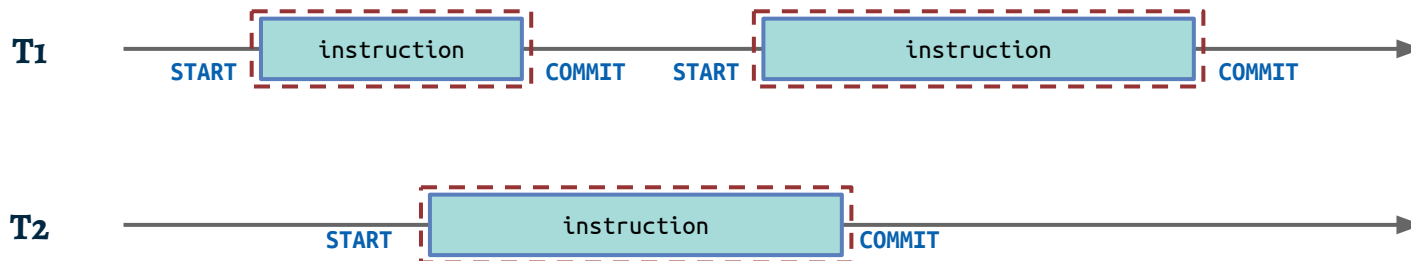 T1
instruction
instruction
START
COMMIT
START
COMMIT
T2
instruction
START
COMMIT